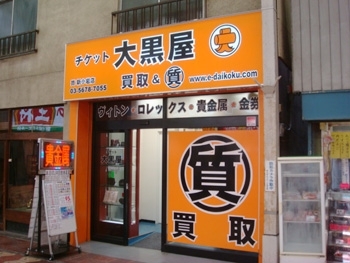 チケット 大黒屋
03-5678-7055
買取&質 www.e-daikoku.com
ヴィトン・ロレックス・貴金属・金券
貴金属
質
買取